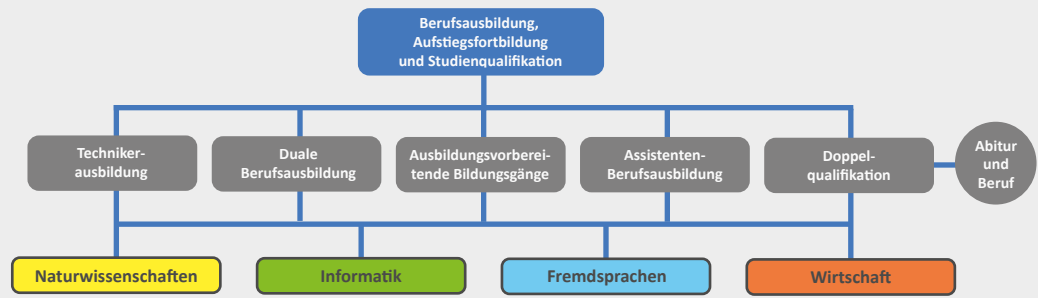 Berufsausbildung,
Aufstiegsfortbildung
und Studienqualifikation
Techniker-
ausbildung
Duale
Berufsausbildung
Ausbildungsvorberei-
tende Bildungsgänge
Assistenten-
Berufsausbildung
Doppel-
qualifikation
Abitur
und
Beruf
Naturwissenschaften
Informatik
Fremdsprachen
Wirtschaft